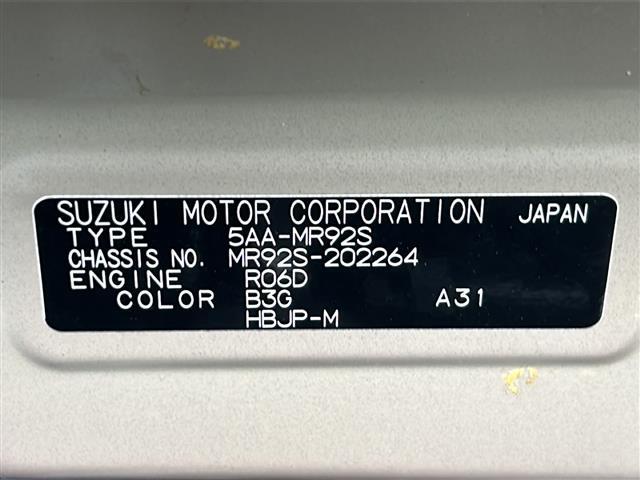 SUZUKI MOTOR CORPORATION JAPAN
TYPE 5AA-MR92S
CHASSIS NO. MR92S-202264
ENGINE R06D
COLOR B3G A31
HBJP-M